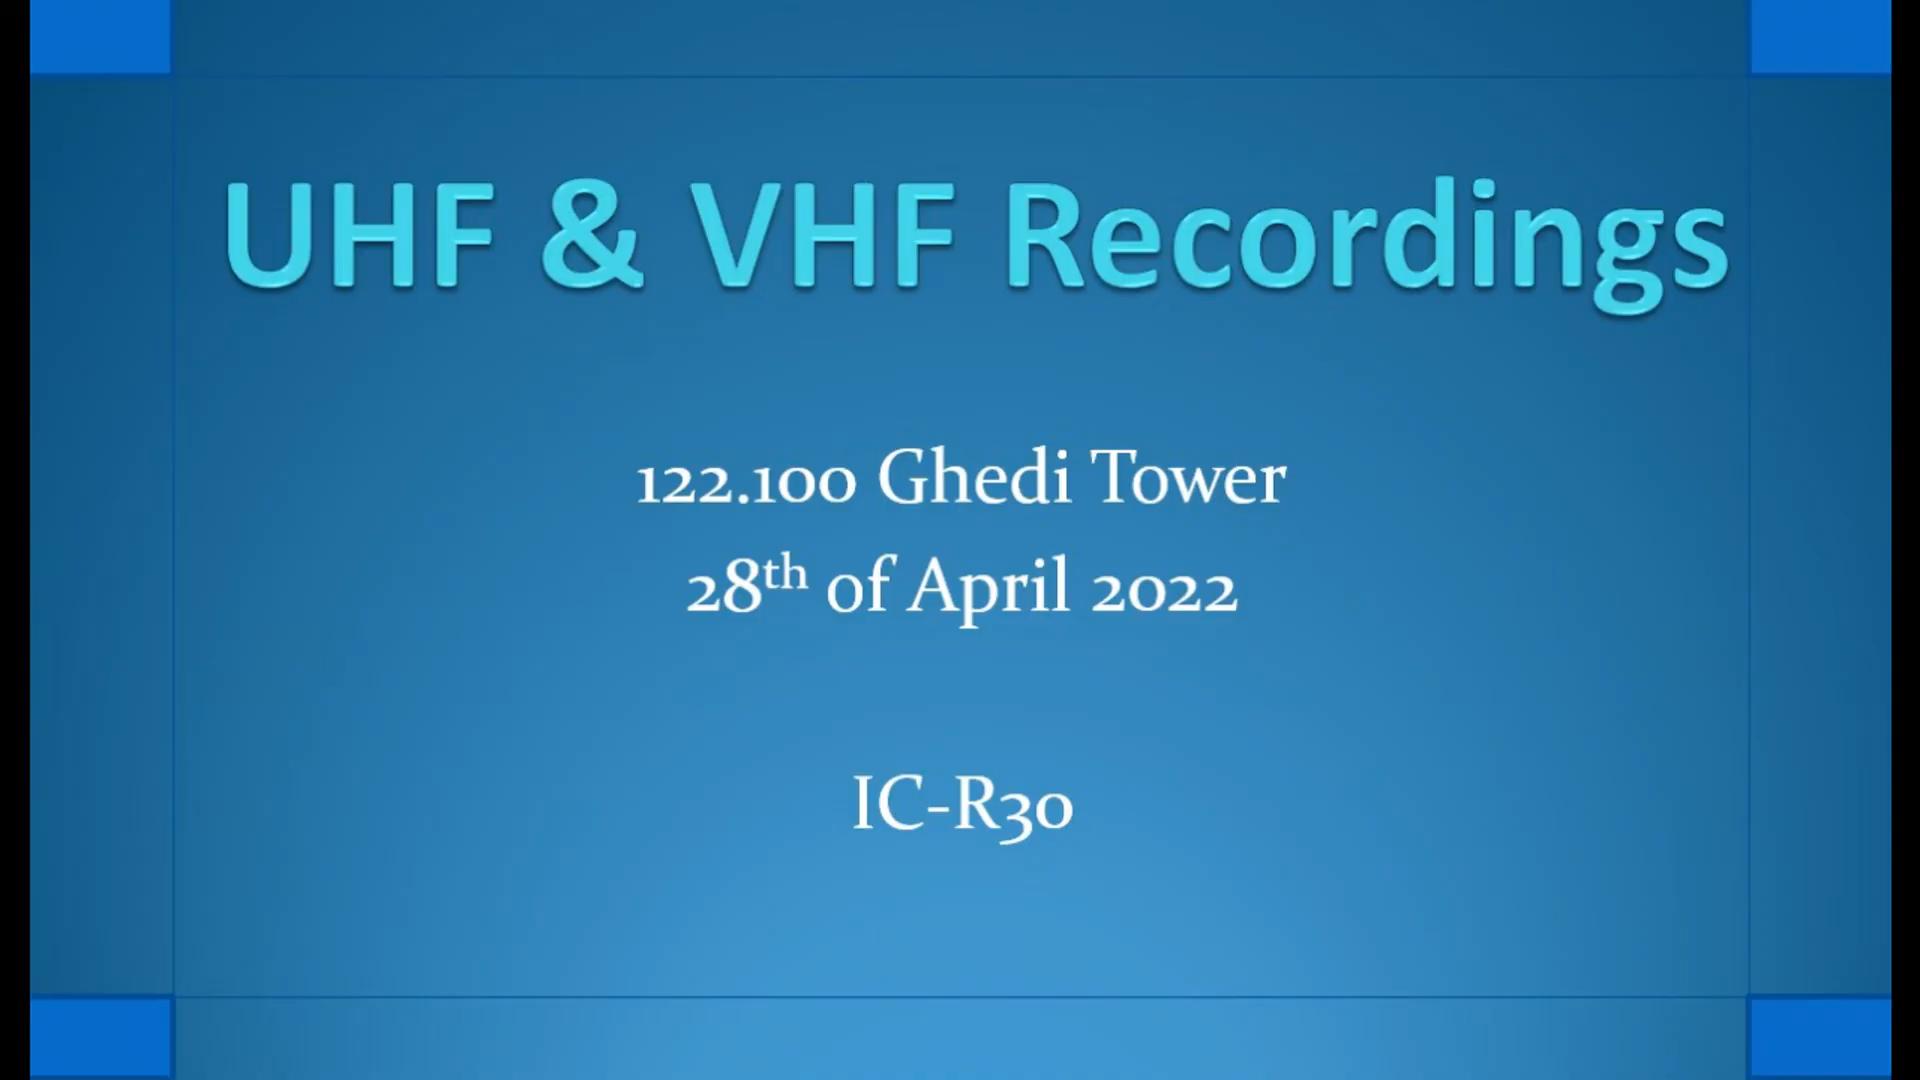 UHF & VHF Recordings
122.100 Ghedi Tower
28th of April 2022
IC-R30